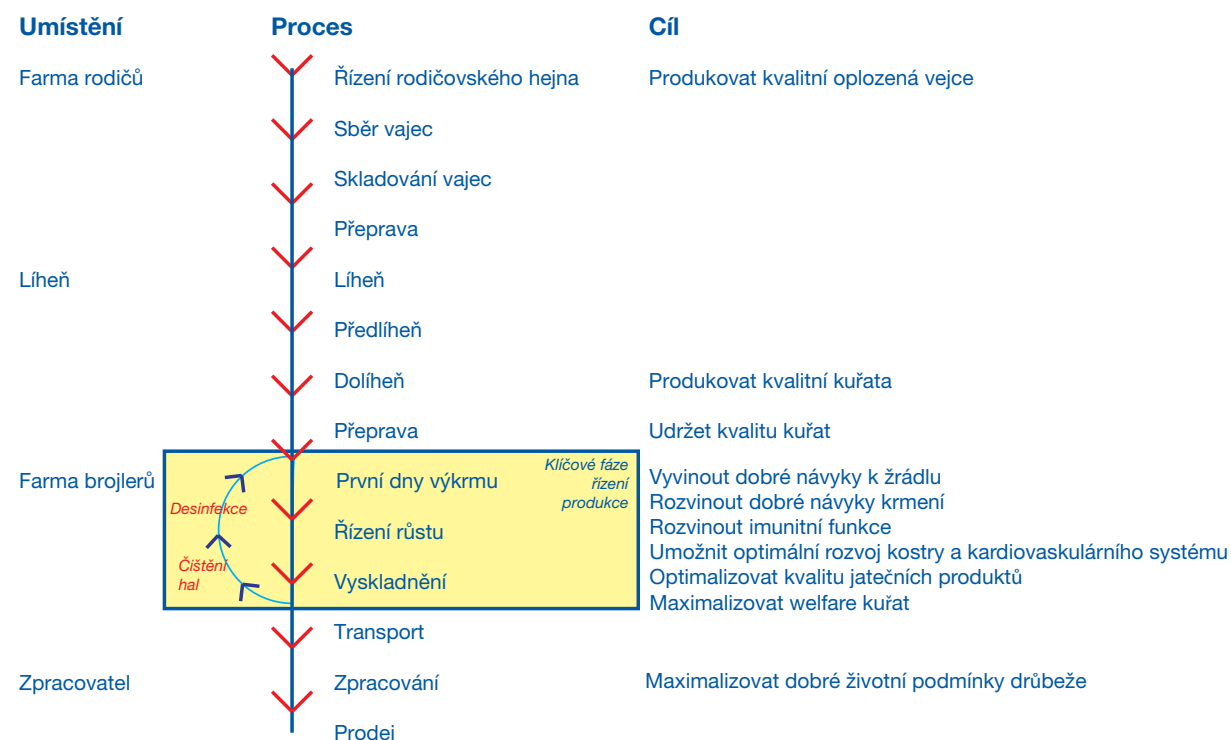 Umístění Proces Cíl
Farma rodičů Řízení rodičovského hejna Produkovat kvalitní oplozená vejce
Sběr vajec
Skladování vajec
Přeprava
Líheň Líheň
Předlíheň
Dolíheň Produkovat kvalitní kuřata
Přeprava Udržet kvalitu kuřat
Farma brojlerů
Desinfekce
Čištění
hal
První dny výkrmu
Řízení růstu
Vyskladnění
Klíčové fáze
řízení
produkce
Vyvinout dobré návyky k žrádlu
Rozvinout dobré návyky krmení
Rozvinout imunitní funkce
Umožnit optimální rozvoj kostry a kardiovaskulárního systému
Optimalizovat kvalitu jatečních produktů
Maximalizovat welfare kuřat
Transport
Zpracovatel Zpracování Maximalizovat dobré životní podmínky drůbeže
Prodej